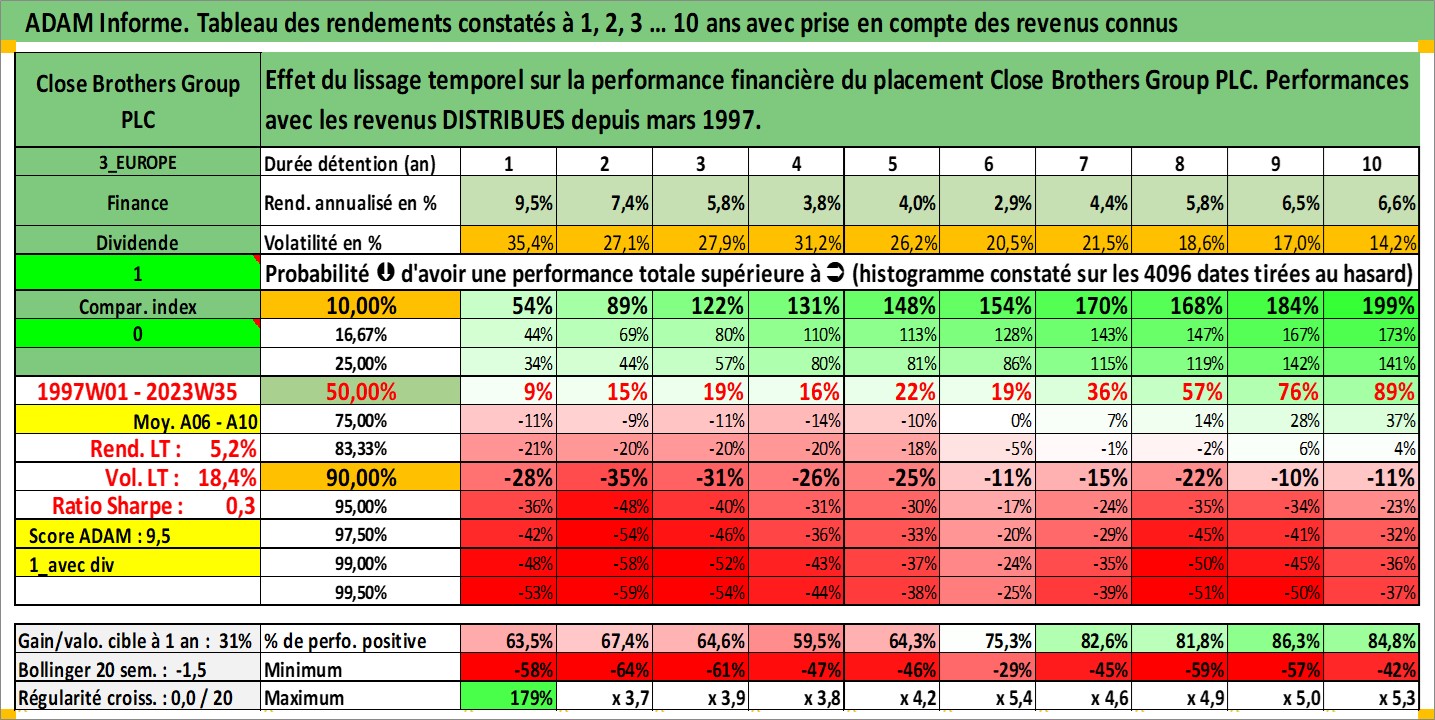 ADAM Informe. Tableau des rendements constatés à 1, 2, 3 ... 10 ans avec prise en compte des revenus connus
Close Brothers Group PLC
Effet du lissage temporel sur la performance financière du placement Close Brothers Group PLC. Performances
avec les revenus DISTRIBUES depuis mars 1997.
3_EUROPE Durée détention (an) 1 2 3 4 5 6 7 8 9 10
Finance Rend. annualisé en % 9,5% 7,4% 5,8% 3,8% 4,0% 2,9% 4,4% 5,8% 6,5% 6,6%
Dividende Volatilité en % 35,4% 27,1% 27,9% 31,2% 26,2% 20,5% 21,5% 18,6% 17,0% 14,2%
1 Probabilité ⬇ d'avoir une performance totale supérieure à ➲ (histogramme constaté sur les 4096 dates tirées au hasard)
Compar. index 10,00% 54% 89% 122% 131% 148% 154% 170% 168% 184% 199%
0 16,67% 44% 69% 80% 110% 113% 128% 143% 147% 167% 173%
25,00% 34% 44% 57% 80% 81% 86% 115% 119% 142% 141%
1997W01 - 2023W35 50,00% 9% 15% 19% 16% 22% 19% 36% 57% 76% 89%
Moy. A06 - A10 75,00% -11% -9% -11% -14% -10% 0% 7% 14% 28% 37%
Rend. LT : 5,2% 83,33% -21% -20% -20% -20% -18% -5% -1% -2% 6% 4%
Vol. LT : 18,4% 90,00% -28% -35% -31% -26% -25% -11% -15% -22% -10% -11%
Ratio Sharpe : 0,3 95,00% -36% -48% -40% -31% -30% -17% -24% -35% -34% -23%
Score ADAM : 9,5 97,50% -42% -54% -46% -36% -33% -20% -29% -45% -41% -32%
1_avec div 99,00% -48% -58% -52% -43% -37% -24% -35% -50% -45% -36%
99,50% -53% -59% -54% -44% -38% -25% -39% -51% -50% -37%
Gain/valo. cible à 1 an : 31% % de perfo. positive 63,5% 67,4% 64,6% 59,5% 64,3% 75,3% 82,6% 81,8% 86,3% 84,8%
Bollinger 20 sem. : -1,5 Minimum -58% -64% -61% -47% -46% -29% -45% -59% -57% -42%
Régularité croiss. : 0,0 / 20 Maximum 179% x 3,7 x 3,9 x 3,8 x 4,2 x 5,4 x 4,6 x 4,9 x 5,0 x 5,3